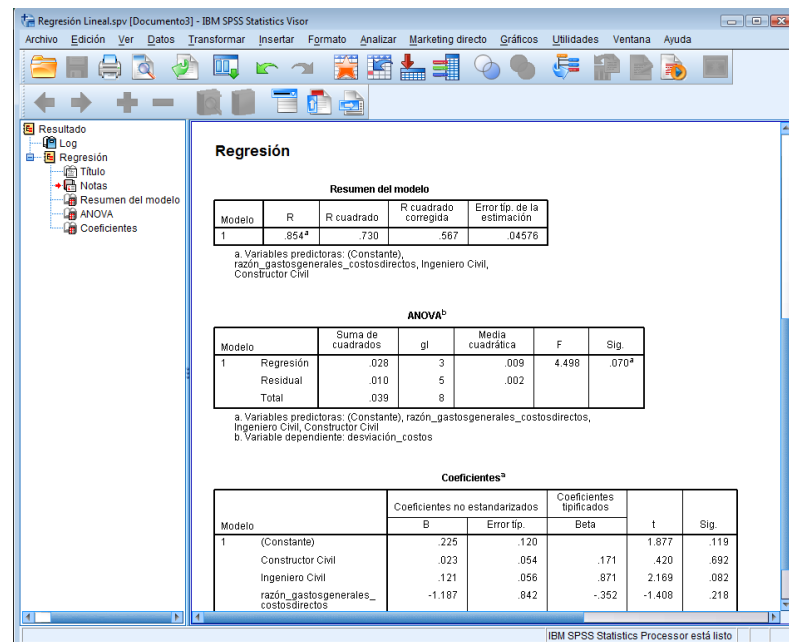 Regresión Lineal.spv [Documento3] - IBM SPSS Statistics Visor
Archivo Edición Ver Datos Transformar Insertar Formato Analizar Marketing directo Gráficos Utilidades Ventana Ayuda
Resultado
Log
Regresión
Título
Notas
Resumen del modelo
ANOVA
Coeficientes
Regresión
Resumen del modelo
Modelo R R cuadrado R cuadrado corregida Error típ. de la estimación
1 .854a .730 .567 .04576
a. Variables predictoras: (Constante),
razón_gastosgenerales_costosdirectos, Ingeniero Civil,
Constructor Civil
ANOVAb
Modelo Suma de cuadrados gl Media cuadrática F Sig.
1 Regresión .028 3 .009 4.498 .070a
Residual .010 5 .002
Total .039 8
a. Variables predictoras: (Constante), razón_gastosgenerales_costosdirectos,
Ingeniero Civil, Constructor Civil
b. Variable dependiente: desviación_costos
Coeficientesa
Coeficientes no estandarizados Coeficientes tipificados
Modelo B Error típ. Beta t Sig.
1 (Constante) .225 .120 1.877 .119
Constructor Civil .023 .054 .171 .420 .692
Ingeniero Civil .121 .056 .871 2.169 .082
razón_gastosgenerales_costosdirectos -1.187 .842 -.352 -1.408 .218
IBM SPSS Statistics Processor está listo